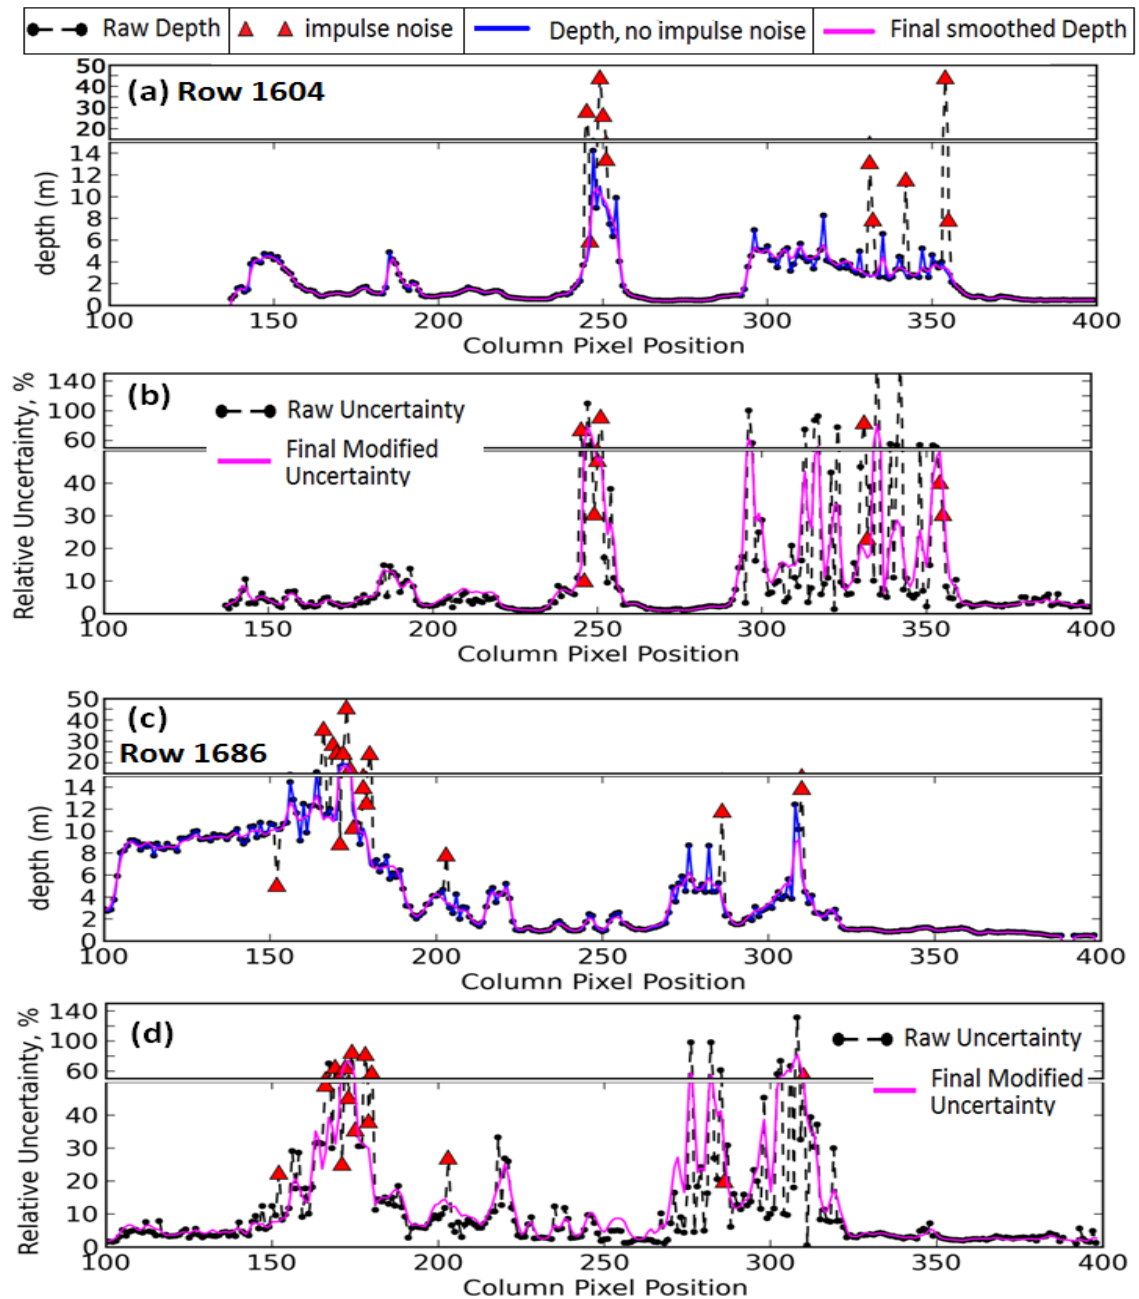 Raw Depth impulse noise Depth, no impulse noise Final smoothed Depth
(a) Row 1604
50
40
30
20
14
12
10
8
6
4
2
0
depth (m)
100 150 200 250 300 350 400
Column Pixel Position
(b)
Raw Uncertainty
Final Modified
Uncertainty
140
100
60
40
30
20
10
0
Relative Uncertainty, %
100 150 200 250 300 350 400
Column Pixel Position
(c)
Row 1686
50
40
30
20
14
12
10
8
6
4
2
0
depth (m)
100 150 200 250 300 350 400
Column Pixel Position
(d)
Raw Uncertainty
Final Modified
Uncertainty
140
100
60
40
30
20
10
0
Relative Uncertainty, %
100 150 200 250 300 350 400
Column Pixel Position